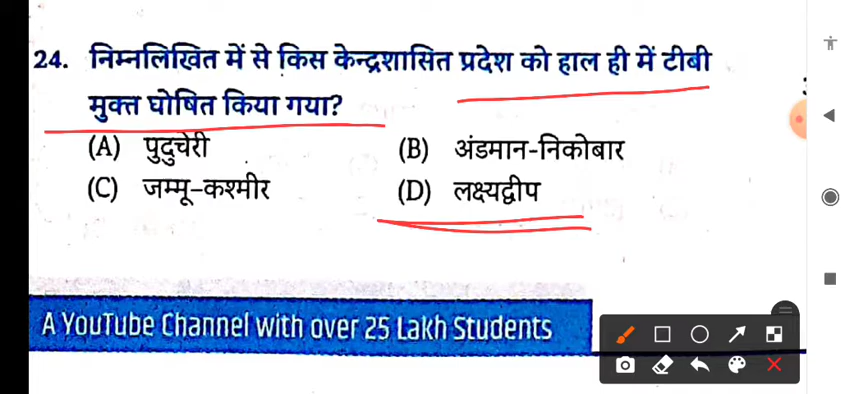 24. निम्नलिखित में से किस केन्द्रशासित प्रदेश को हाल ही में टीबी
मुक्त घोषित किया गया?
(A) पुदुचेरी (B) अंडमान-निकोबार
(C) जम्मू-कश्मीर (D) लक्ष्यद्वीप
A YouTube Channel with over 25 Lakh Students